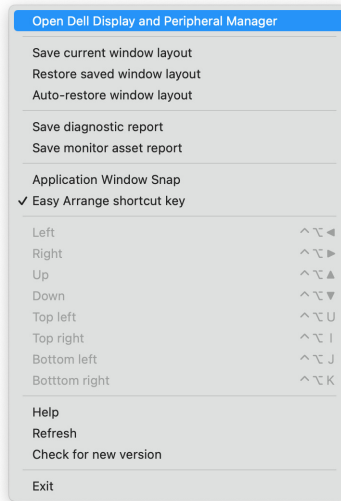 Open Dell Display and Peripheral Manager
Save current window layout
Restore saved window layout
Auto-restore window layout
Save diagnostic report
Save monitor asset report
Application Window Snap
✓ Easy Arrange shortcut key
Left ^⌥◀
Right ^⌥▶
Up ^⌥▲
Down ^⌥▼
Top left ^⌥U
Top right ^⌥I
Bottom left ^⌥J
Botttom right ^⌥K
Help
Refresh
Check for new version
Exit